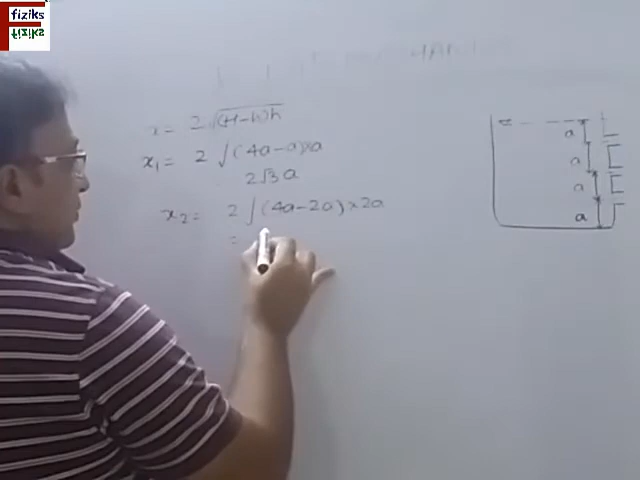 fiziks
fiziks
x = 2 √(H-h)h
x₁ = 2 √(4a-a)×a
2√3 a
x₂ = 2 √(4a-2a)×2a
=
a
a
a
a